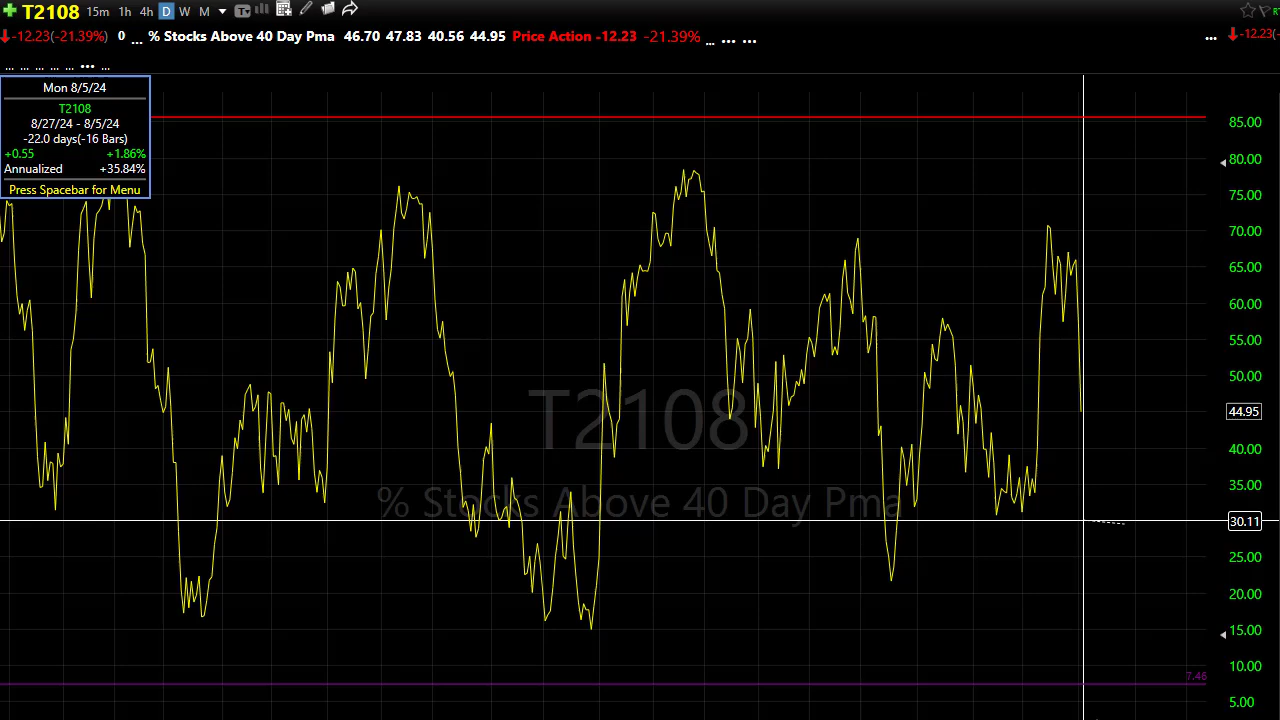 T2108 15m 1h 4h D W M T
-12.23(-21.39%) 0 ... % Stocks Above 40 Day Pma 46.70 47.83 40.56 44.95 Price Action -12.23 -21.39% ... ... ... ... -12.23(-
... ... ... ... ... ... ...
Mon 8/5/24
T2108
8/27/24 - 8/5/24
-22.0 days(-16 Bars)
+0.55 +1.86%
Annualized +35.84%
Press Spacebar for Menu
85.00
80.00
75.00
70.00
65.00
60.00
55.00
50.00
44.95
40.00
35.00
30.11
25.00
20.00
15.00
10.00
7.46
5.00
T2108
% Stocks Above 40 Day Pma